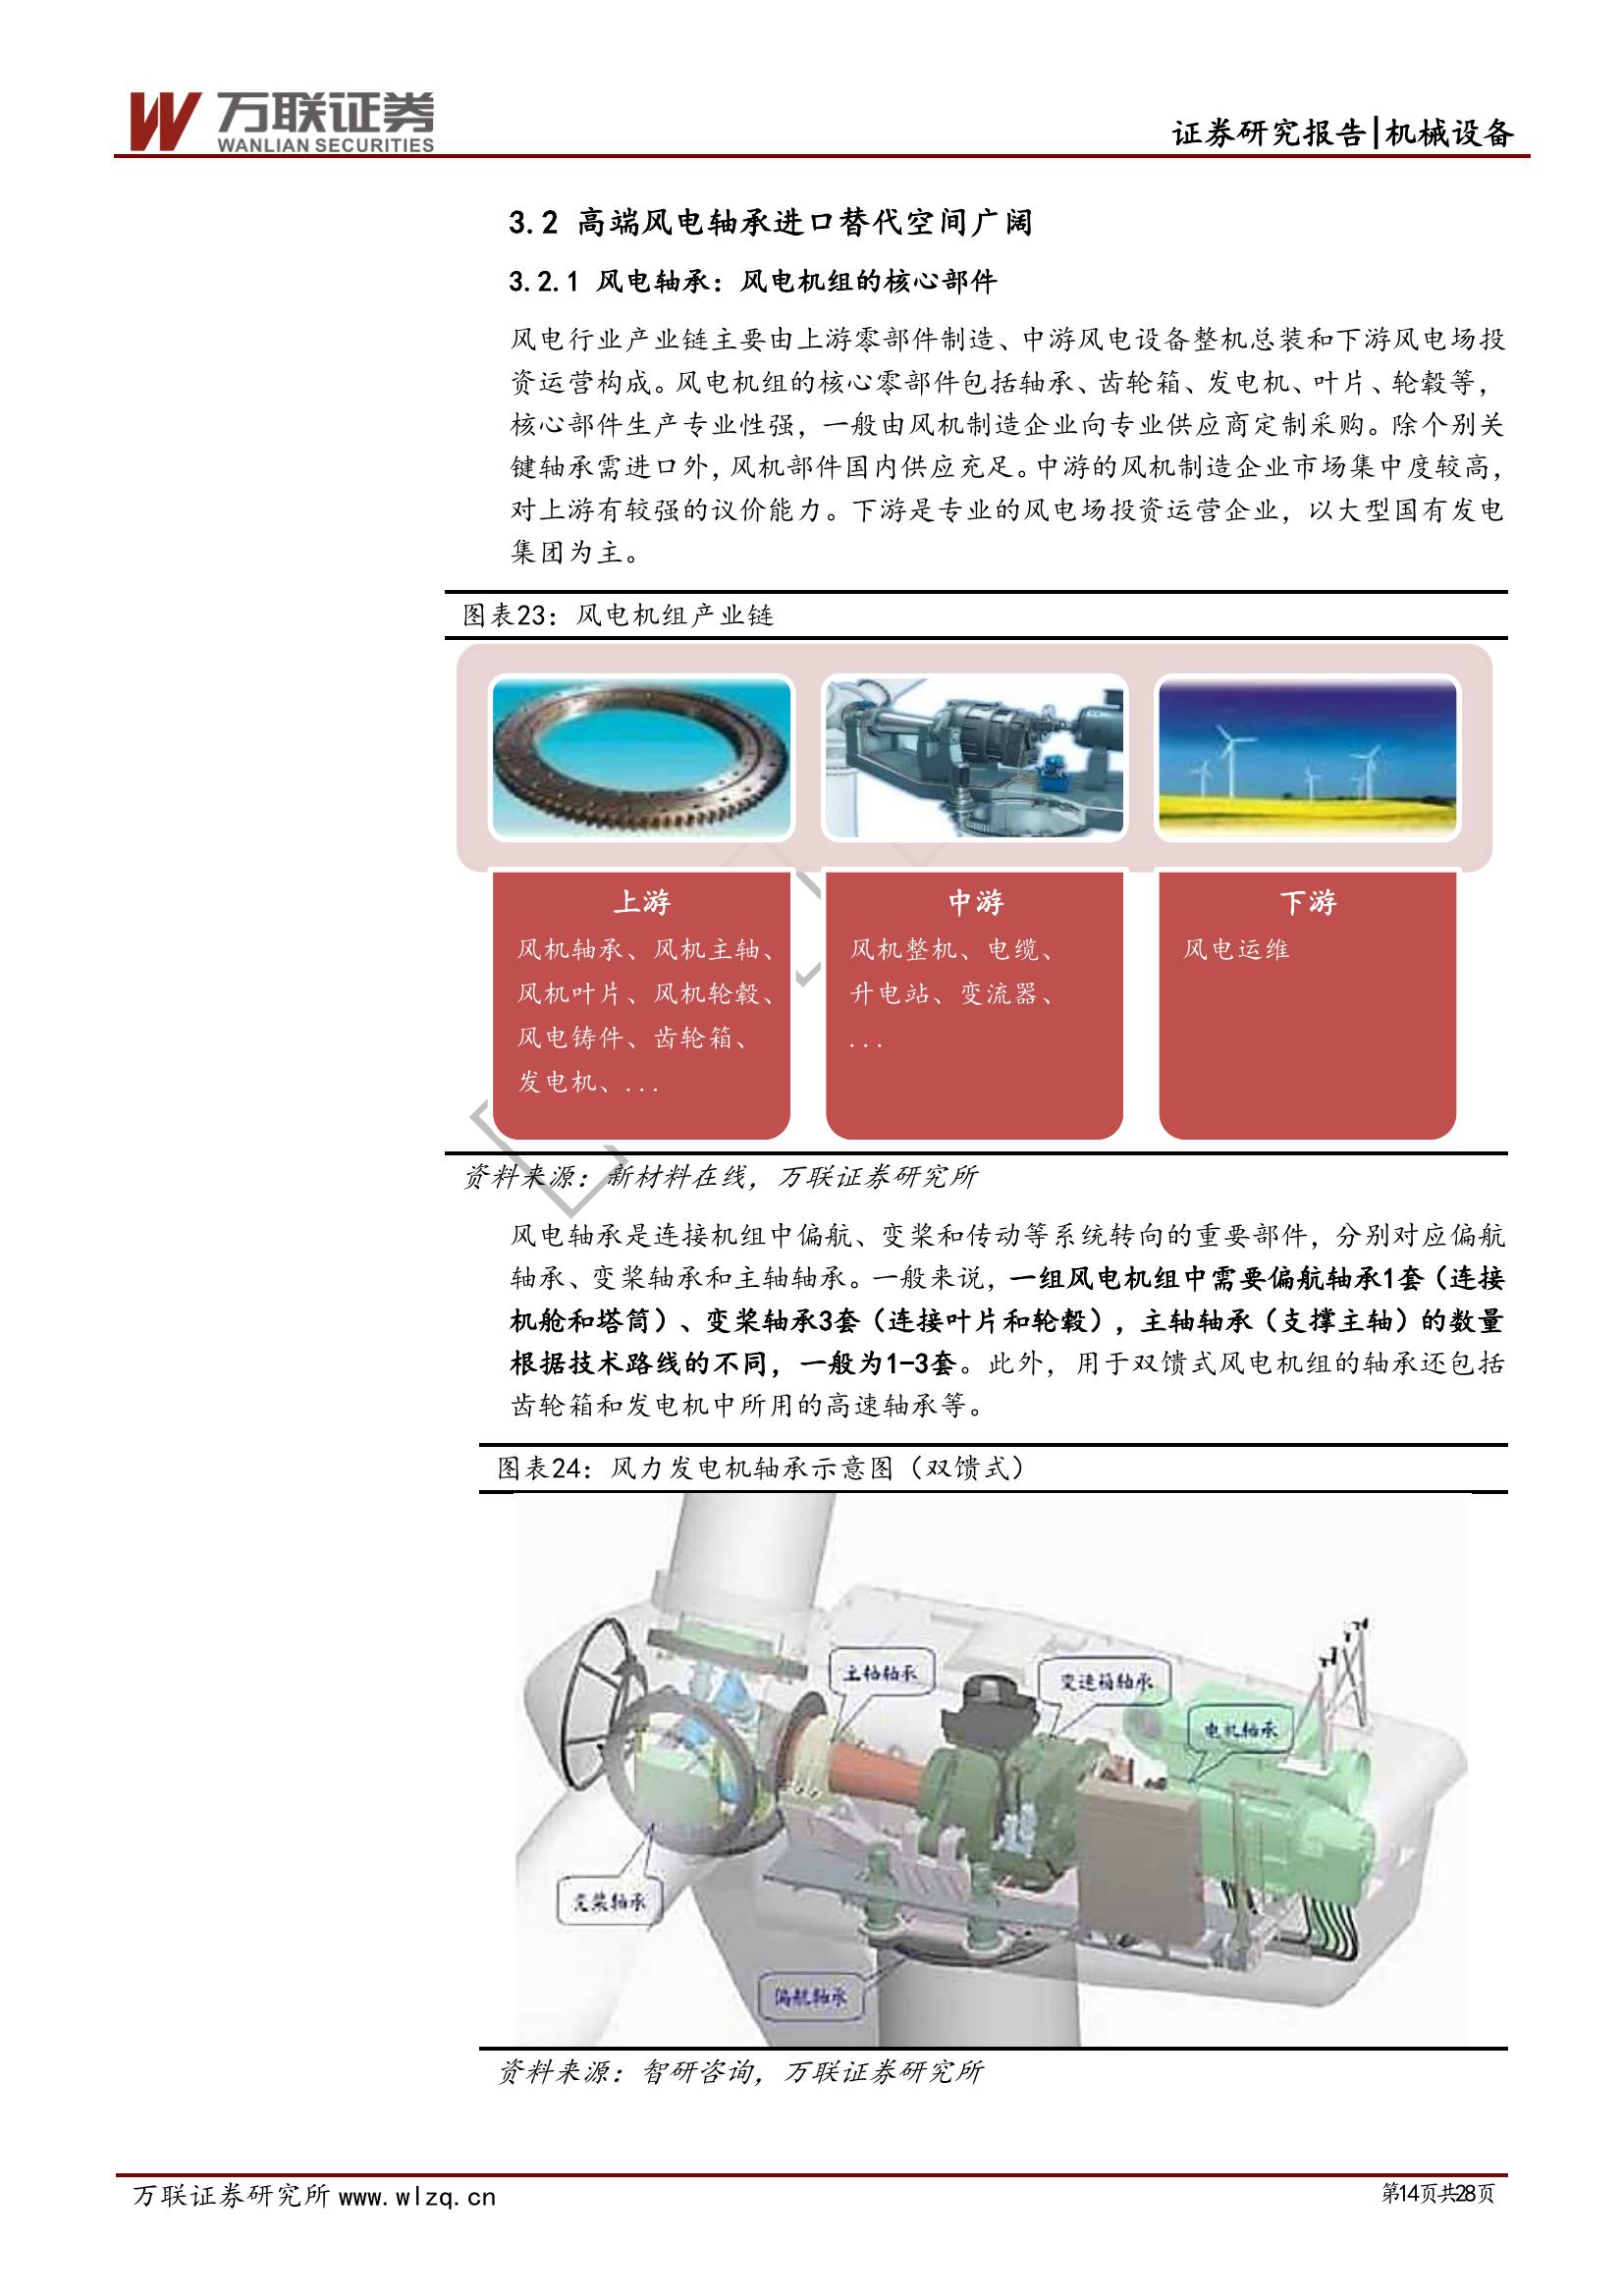 万联证券
WANLIAN SECURITIES
证券研究报告|机械设备
3.2 高端风电轴承进口替代空间广阔
3.2.1 风电轴承：风电机组的核心部件
风电行业产业链主要由上游零部件制造、中游风电设备整机总装和下游风电场投
资运营构成。风电机组的核心零部件包括轴承、齿轮箱、发电机、叶片、轮毂等，
核心部件生产专业性强，一般由风机制造企业向专业供应商定制采购。除个别关
键轴承需进口外，风机部件国内供应充足。中游的风机制造企业市场集中度较高，
对上游有较强的议价能力。下游是专业的风电场投资运营企业，以大型国有发电
集团为主。
图表23：风电机组产业链
上游
风机轴承、风机主轴、
风机叶片、风机轮毂、
风电铸件、齿轮箱、
发电机、...
中游
风机整机、电缆、
升电站、变流器、
...
下游
风电运维
资料来源：新材料在线，万联证券研究所
风电轴承是连接机组中偏航、变桨和传动等系统转向的重要部件，分别对应偏航
轴承、变桨轴承和主轴轴承。一般来说，一组风电机组中需要偏航轴承1套（连接
机舱和塔筒）、变桨轴承3套（连接叶片和轮毂），主轴轴承（支撑主轴）的数量
根据技术路线的不同，一般为1-3套。此外，用于双馈式风电机组的轴承还包括
齿轮箱和发电机中所用的高速轴承等。
图表24：风力发电机轴承示意图（双馈式）
主轴轴承
变速箱轴承
电机轴承
变桨轴承
偏航轴承
资料来源：智研咨询，万联证券研究所
万联证券研究所 www.wlzq.cn
第14页共28页